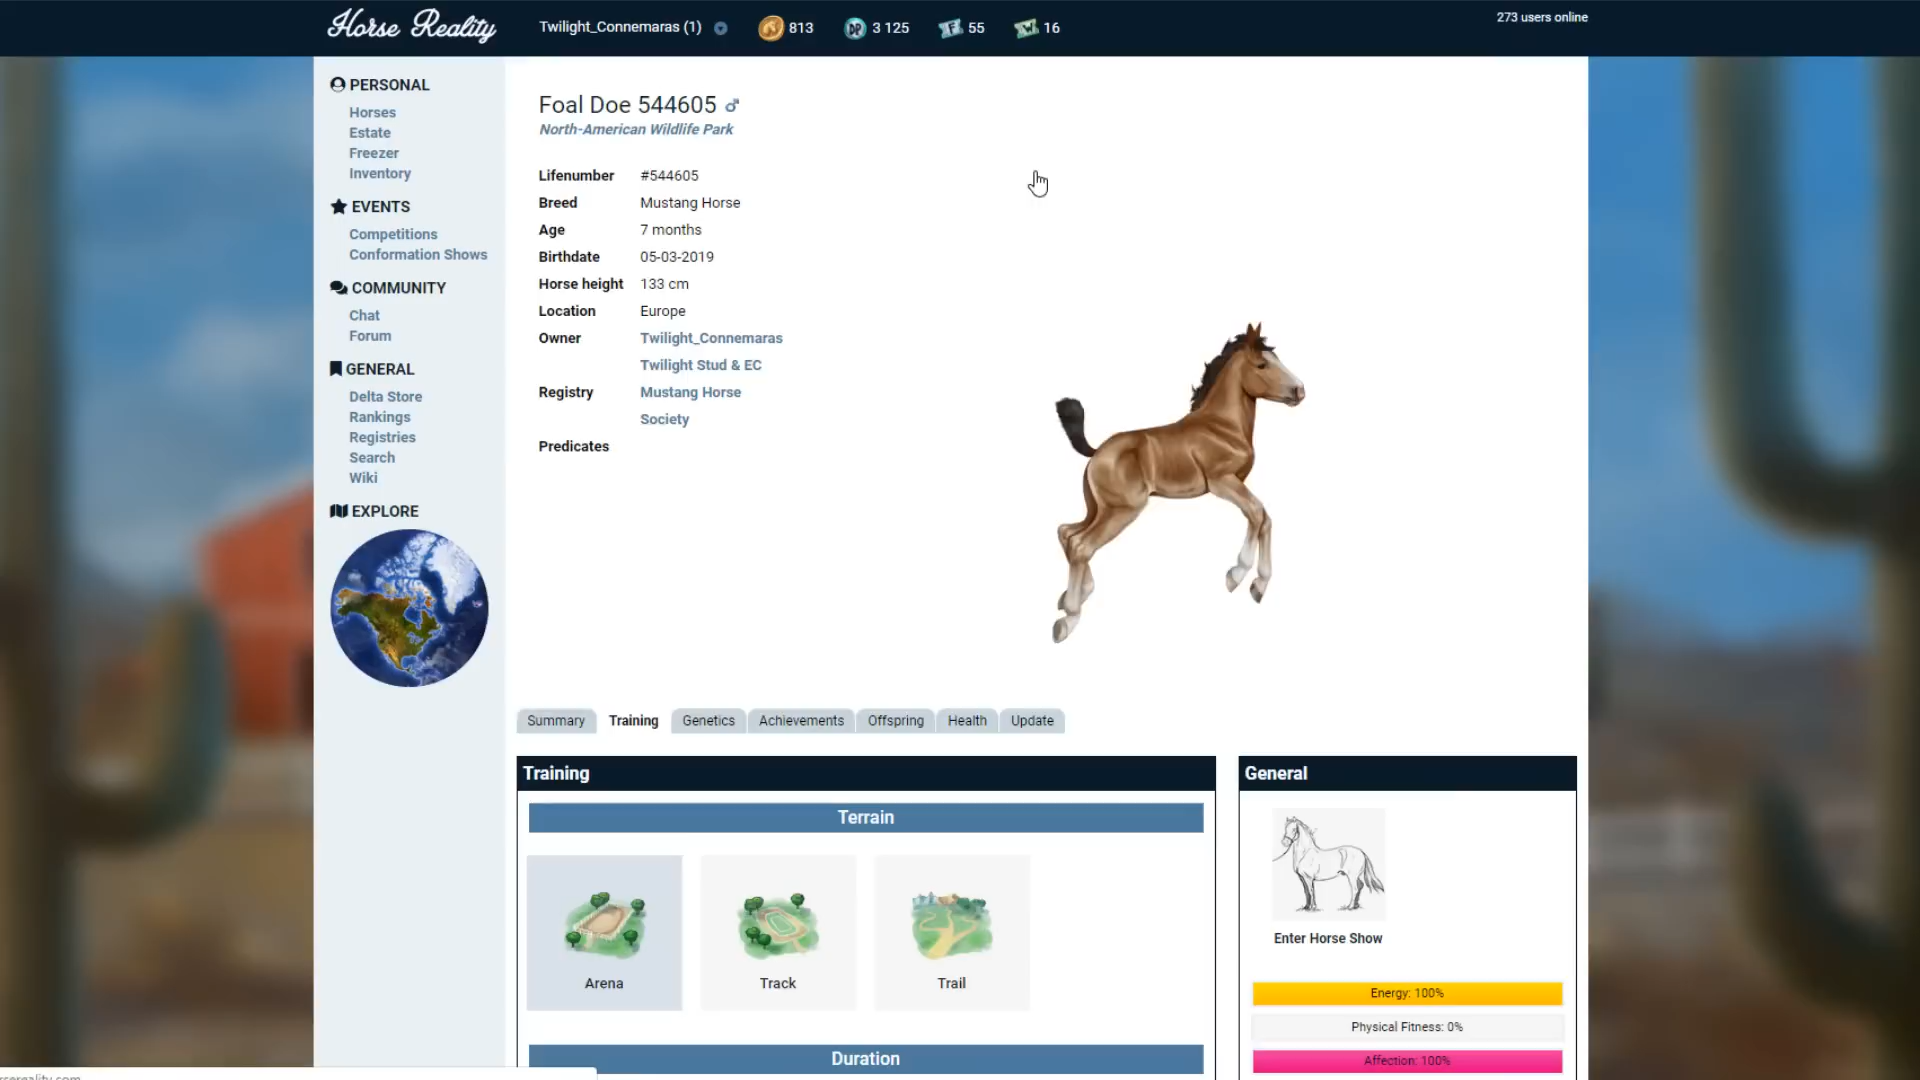 Horse Reality
Twilight_Connemaras (1)
813
DP
3 125
55
16
273 users online
PERSONAL
Horses
Estate
Freezer
Inventory
EVENTS
Competitions
Conformation Shows
COMMUNITY
Chat
Forum
GENERAL
Delta Store
Rankings
Registries
Search
Wiki
EXPLORE
Foal Doe 544605
North-American Wildlife Park
Lifenumber #544605
Breed Mustang Horse
Age 7 months
Birthdate 05-03-2019
Horse height 133 cm
Location Europe
Owner Twilight_Connemaras
Twilight Stud & EC
Registry Mustang Horse
Society
Predicates
Summary Training Genetics Achievements Offspring Health Update
Training
Terrain
Arena Track Trail
Duration
General
Enter Horse Show
Energy: 100%
Physical Fitness: 0%
Affection: 100%